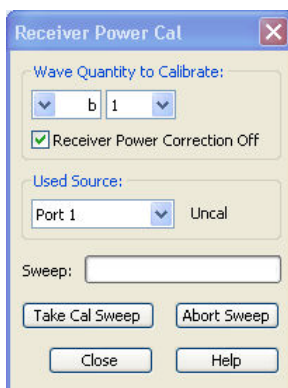 Receiver Power Cal
Wave Quantity to Calibrate:
b 1
Receiver Power Correction Off
Used Source:
Port 1 Uncal
Sweep:
Take Cal Sweep Abort Sweep
Close Help